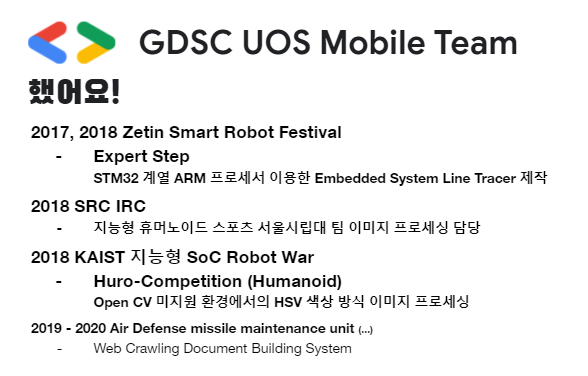 GDSC UOS Mobile Team
했어요!
2017, 2018 Zetin Smart Robot Festival
- Expert Step
STM32 계열 ARM 프로세서 이용한 Embedded System Line Tracer 제작
2018 SRC IRC
- 지능형 휴머노이드 스포츠 서울시립대 팀 이미지 프로세싱 담당
2018 KAIST 지능형 SoC Robot War
- Huro-Competition (Humanoid)
Open CV 미지원 환경에서의 HSV 색상 방식 이미지 프로세싱
2019 - 2020 Air Defense missile maintenance unit (...)
- Web Crawling Document Building System